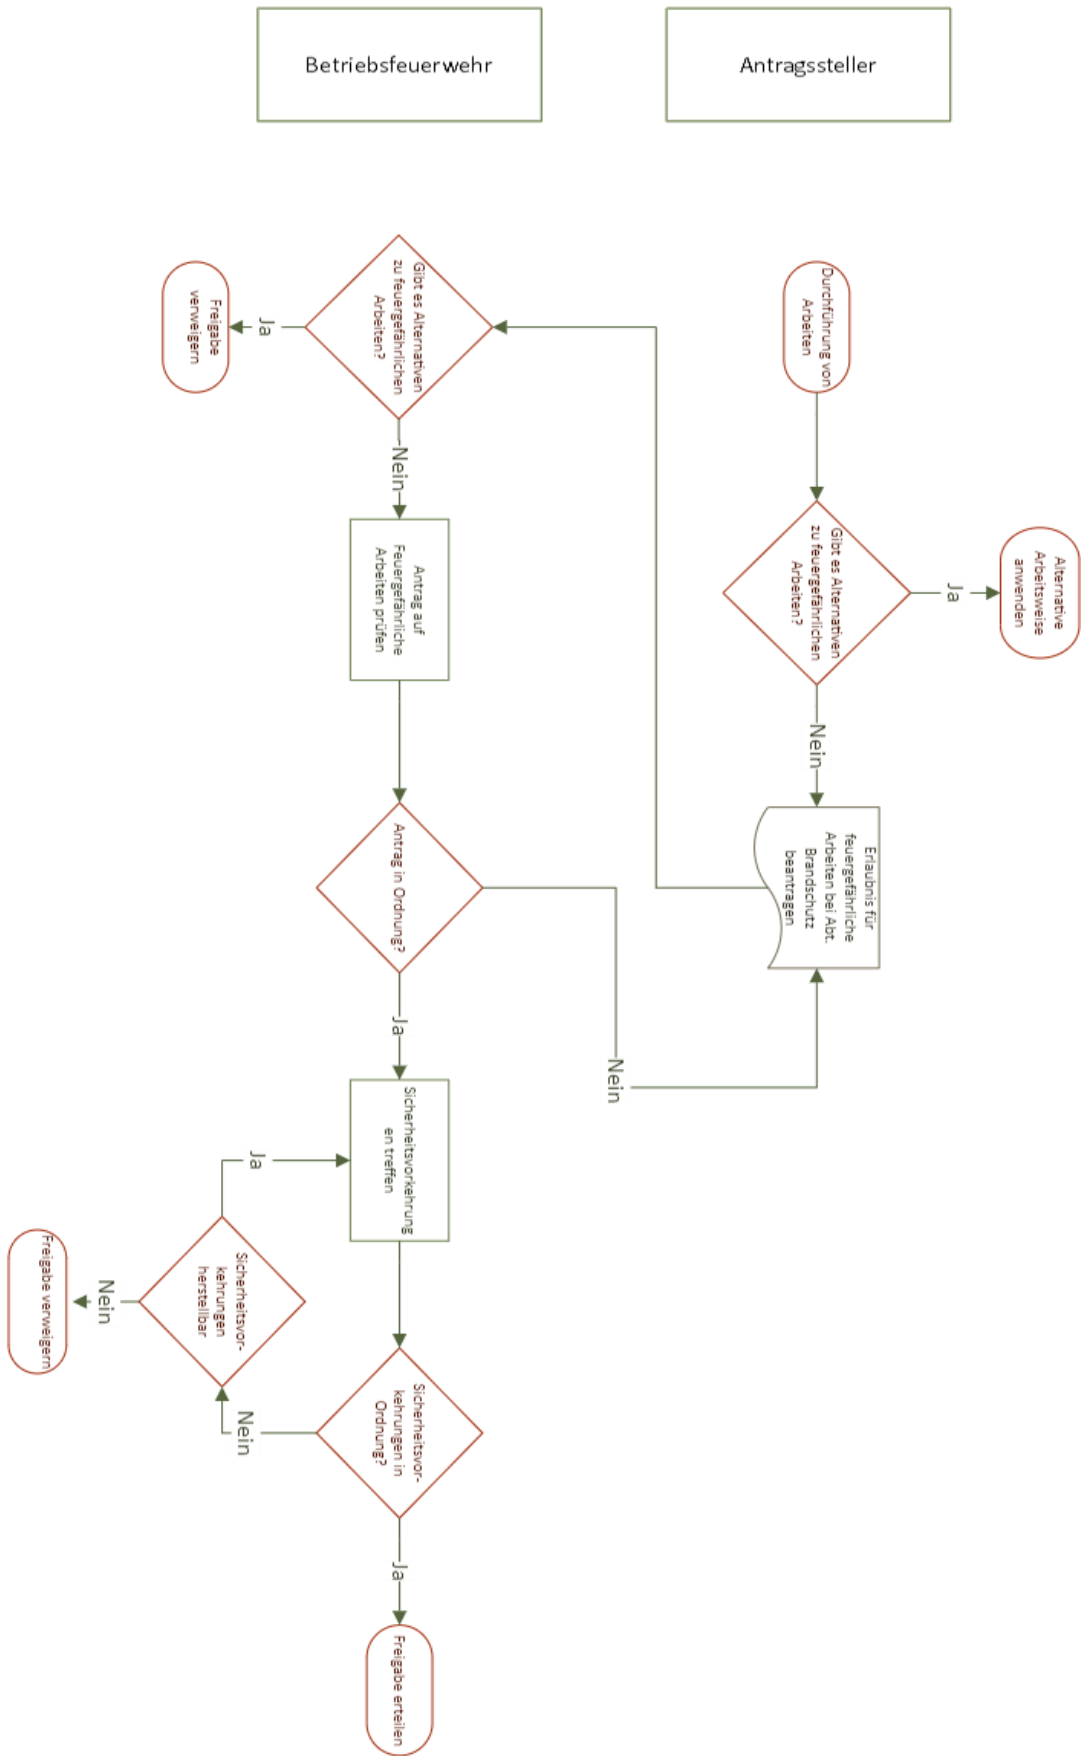 Betriebsfeuerwehr
Antragssteller
Durchführung von
Arbeiten
Gibt es Alternativen
zu feuergefährlichen
Arbeiten?
Ja
Alternative
Arbeitsweise
anwenden
Nein
Erlaubnis für
feuergefährliche
Arbeiten bei Abt.
Brandschutz
beantragen
Gibt es Alternativen
zu feuergefährlichen
Arbeiten?
Ja
Freigabe
verweigern
Nein
Antrag auf
Feuergefährliche
Arbeiten prüfen
Antrag in Ordnung?
Nein
Ja
Sicherheitsvorkehrung
en treffen
Sicherheitsvor-
kehrungen in
Ordnung?
Nein
Sicherheitsvor-
kehrungen
herstellbar
Ja
Nein
Freigabe verweigern
Ja
Freigabe erteilen